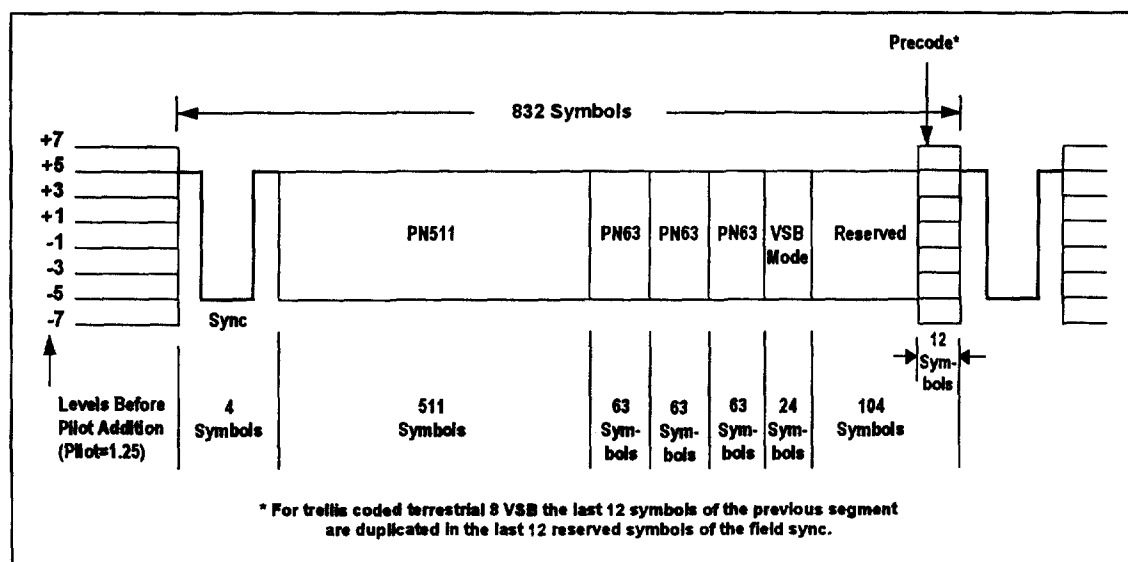 Precode*
832 Symbols
+7
+5
+3
+1
-1
-3
-5
-7
PN511
PN63
PN63
PN63
VSB
Mode
Reserved
Sync
12
Sym-
bols
Levels Before
Pilot Addition
(Pilot=1.25)
4
Symbols
511
Symbols
63
Sym-
bols
63
Sym-
bols
63
Sym-
bols
24
Sym-
bols
104
Symbols
* For trellis coded terrestrial 8 VSB the last 12 symbols of the previous segment
are duplicated in the last 12 reserved symbols of the field sync.